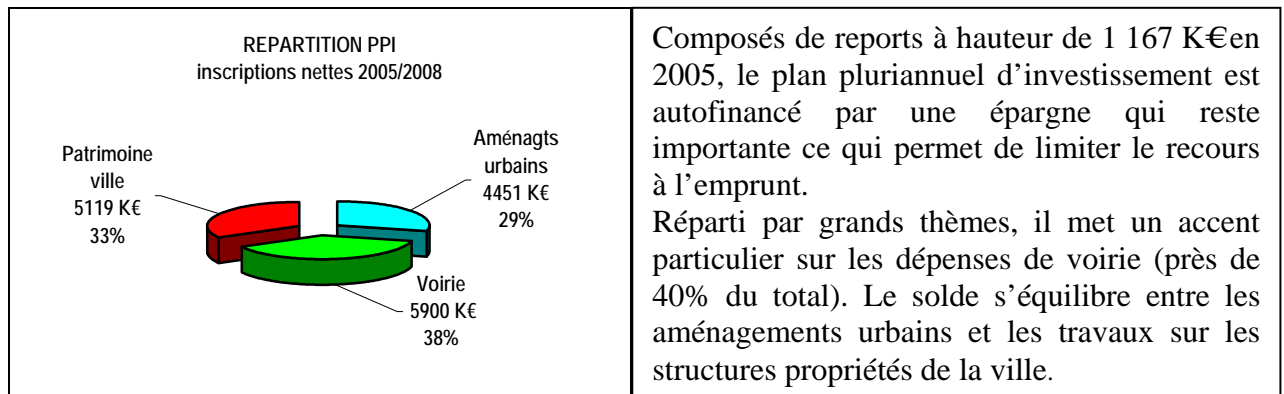 REPARTITION PPI
inscriptions nettes 2005/2008
Patrimoine
ville
5119 K€
33%
Aménagts
urbains
4451 K€
29%
Voirie
5900 K€
38%
Composés de reports à hauteur de 1 167 K€en
2005, le plan pluriannuel d’investissement est
autofinancé par une épargne qui reste
importante ce qui permet de limiter le recours
à l’emprunt.
Réparti par grands thèmes, il met un accent
particulier sur les dépenses de voirie (près de
40% du total). Le solde s’équilibre entre les
aménagements urbains et les travaux sur les
structures propriétés de la ville.